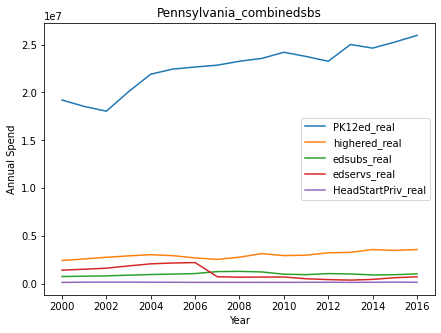 Pennsylvania_combinedsbs
1e7
2.5
2.0
1.5
1.0
0.5
0.0
Annual Spend
PK12ed_real
highered_real
edsubs_real
edservs_real
HeadStartPriv_real
2000 2002 2004 2006 2008 2010 2012 2014 2016
Year